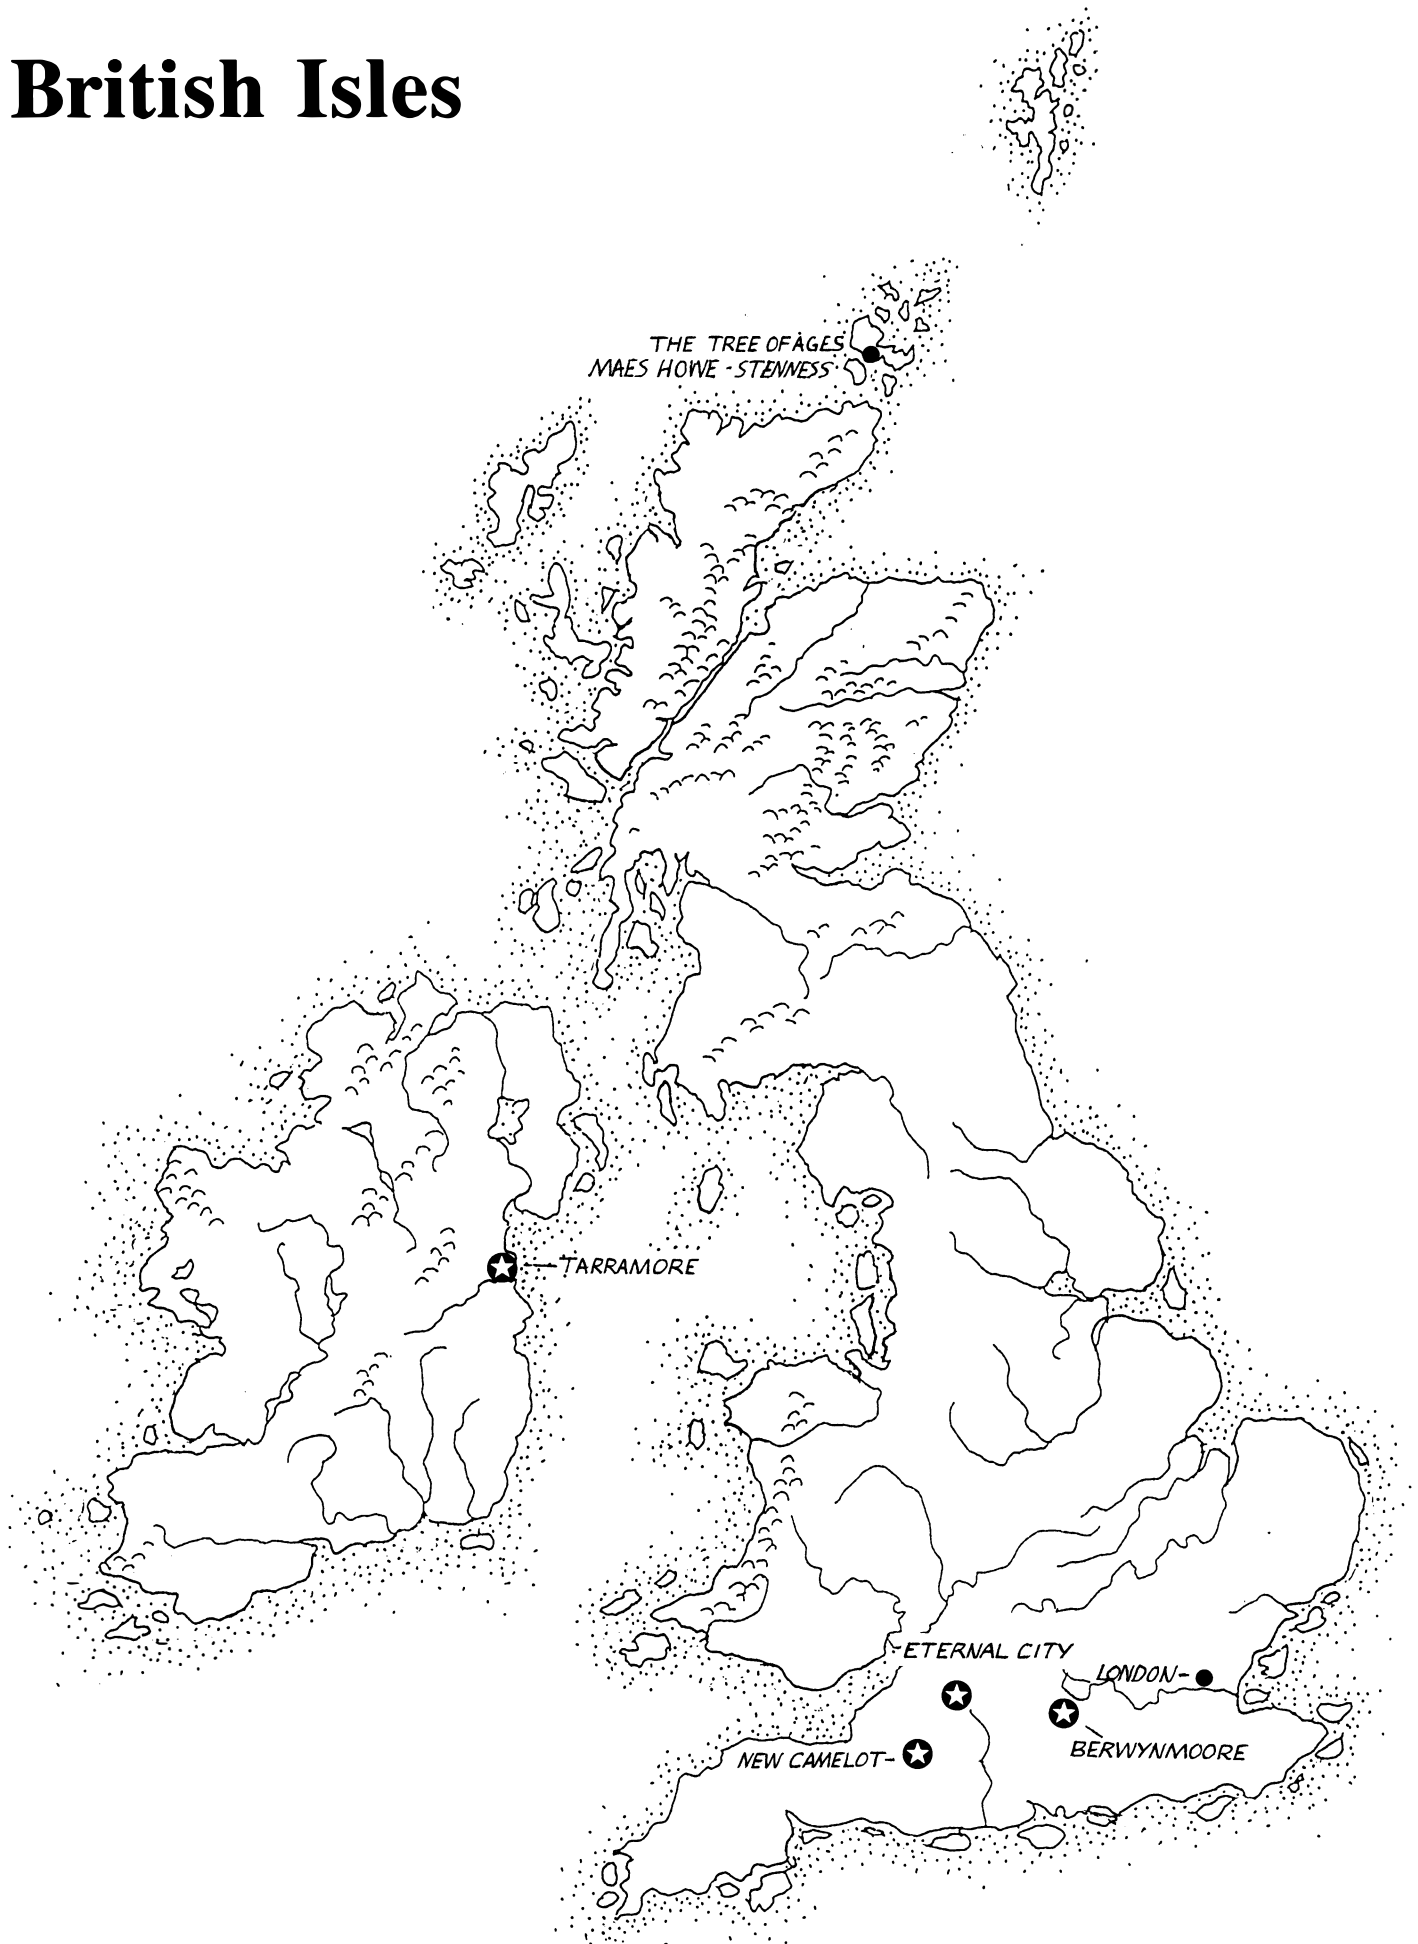 British Isles
THE TREE OF AGES
MAES HOWE - STENNESS
TARRAMORE
ETERNAL CITY
LONDON
BERWYNMOORE
NEW CAMELOT